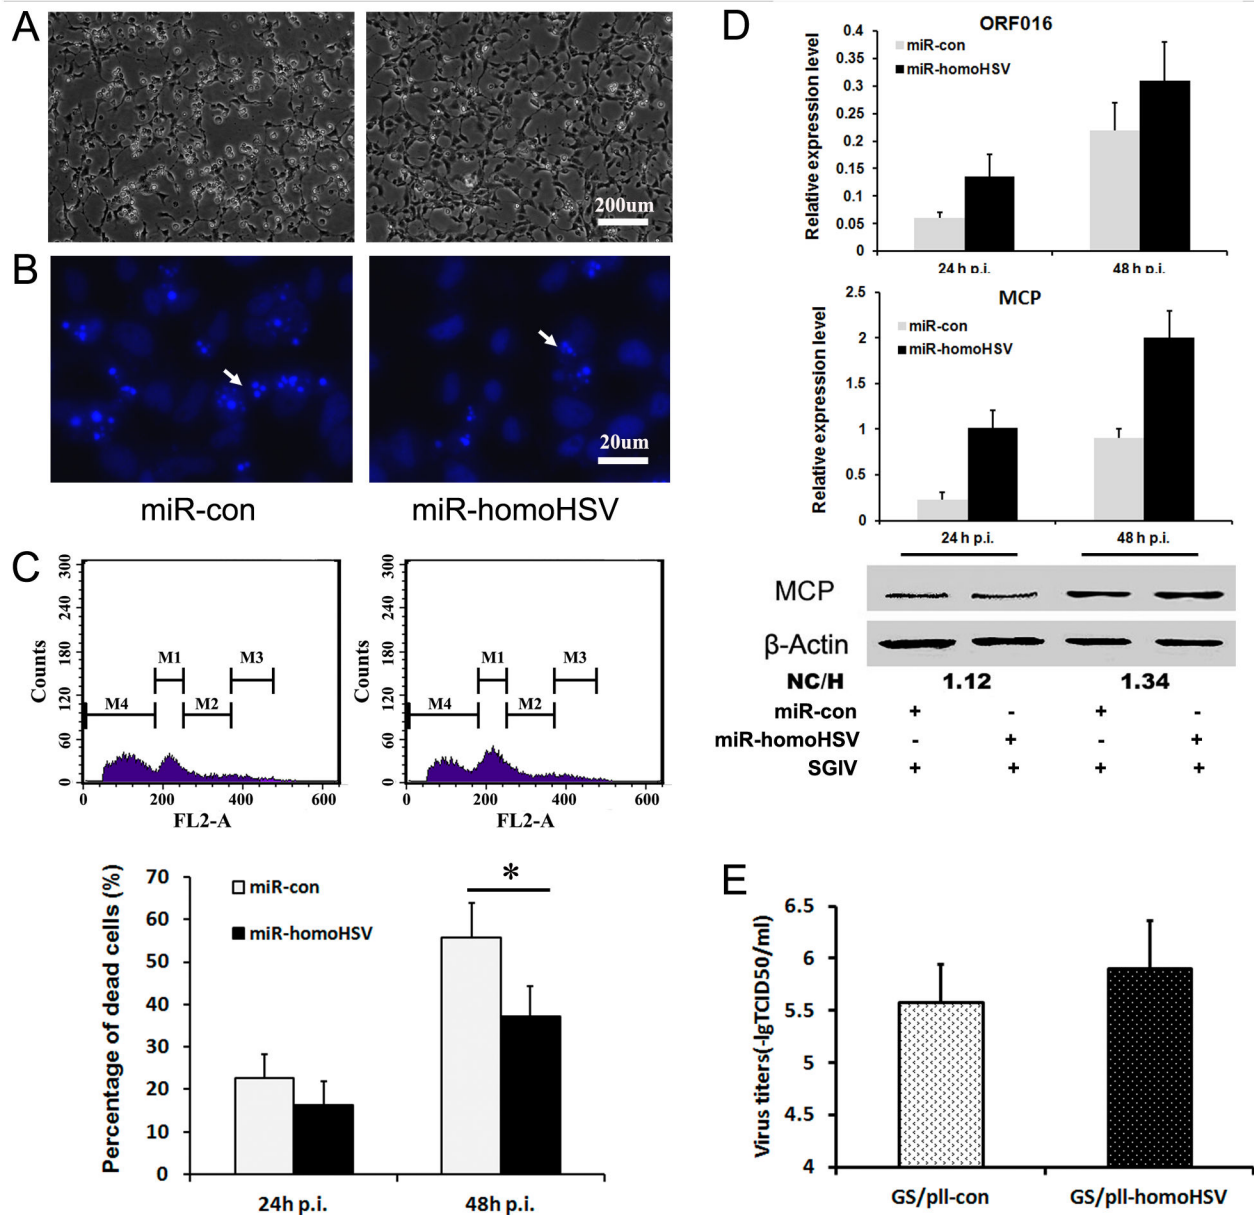 A
200um
B
20um
miR-con
miR-homoHSV
C
Counts
300
240
180
120
60
0
M1
M3
M4
M2
0
200
400
600
FL2-A
Counts
300
240
180
120
60
0
M1
M3
M4
M2
0
200
400
600
FL2-A
Percentage of dead cells (%)
70
60
50
40
30
20
10
0
miR-con
miR-homoHSV
*
24h p.i.
48h p.i.
D
ORF016
Relative expression level
0.4
0.35
0.3
0.25
0.2
0.15
0.1
0.05
0
miR-con
miR-homoHSV
24 h p.i.
48 h p.i.
MCP
Relative expression level
2.5
2
1.5
1
0.5
0
miR-con
miR-homoHSV
24 h p.i.
48 h p.i.
MCP
β-Actin
NC/H 1.12 1.34
miR-con + - + -
miR-homoHSV - + - +
SGIV + + + +
E
Virus titers(-lgTCID50/ml)
6.5
6
5.5
5
4.5
4
GS/pll-con
GS/pll-homoHSV